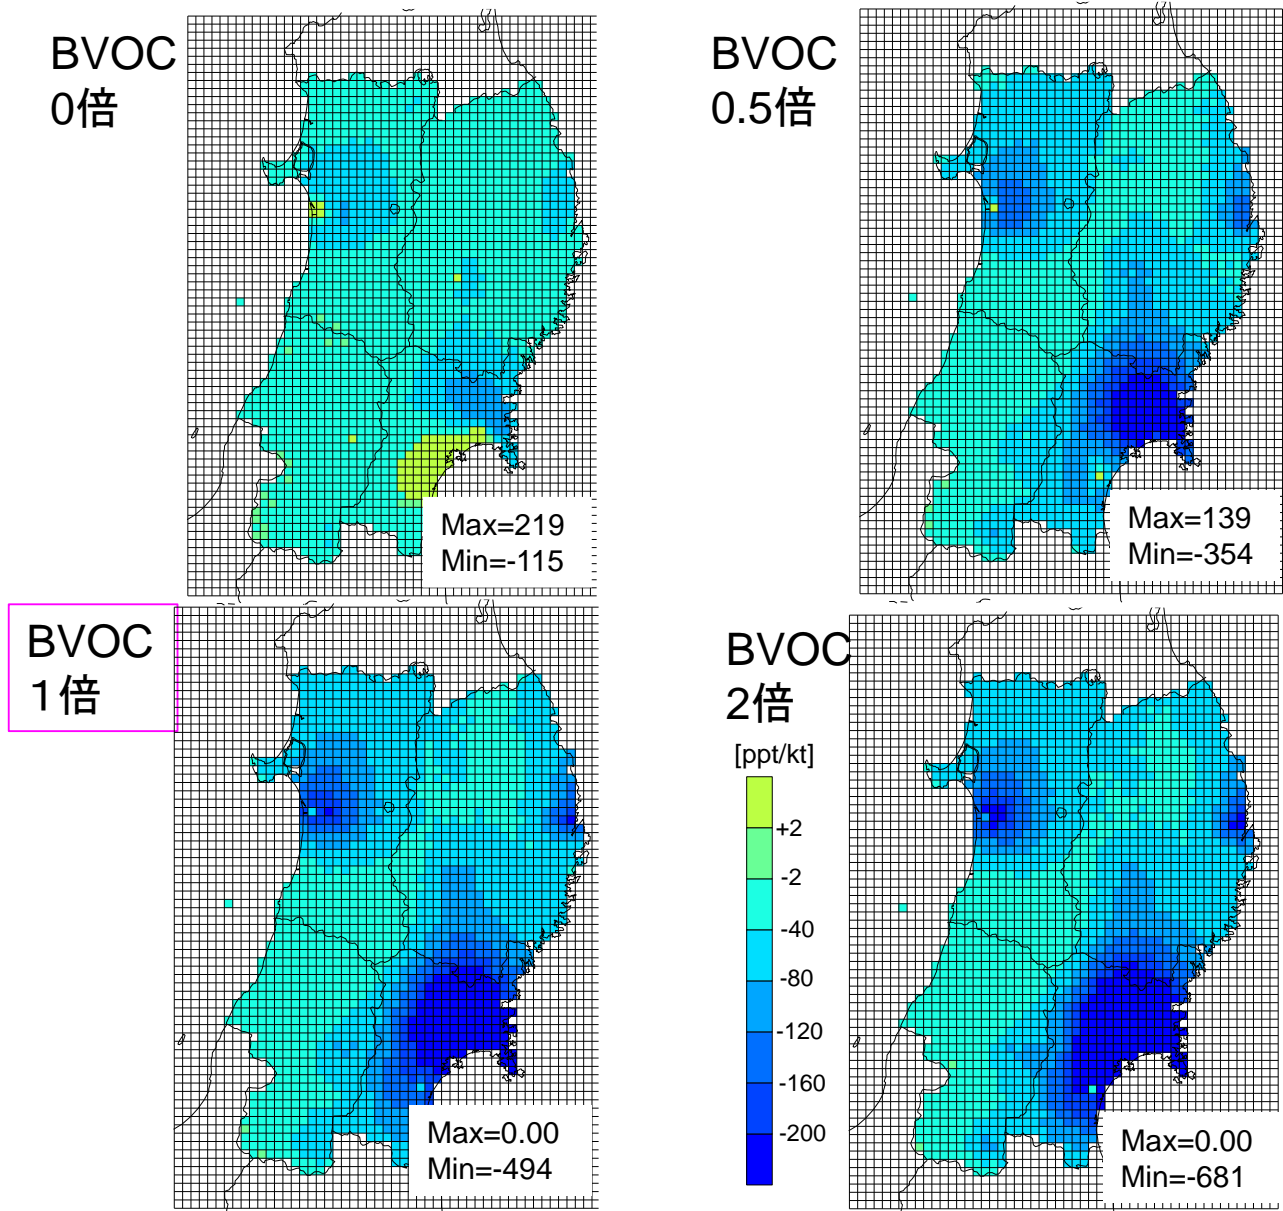 BVOC
0倍
Max=219
Min=-115
BVOC
0.5倍
Max=139
Min=-354
BVOC
１倍
Max=0.00
Min=-494
BVOC
2倍
[ppt/kt]
+2
-2
-40
-80
-120
-160
-200
Max=0.00
Min=-681